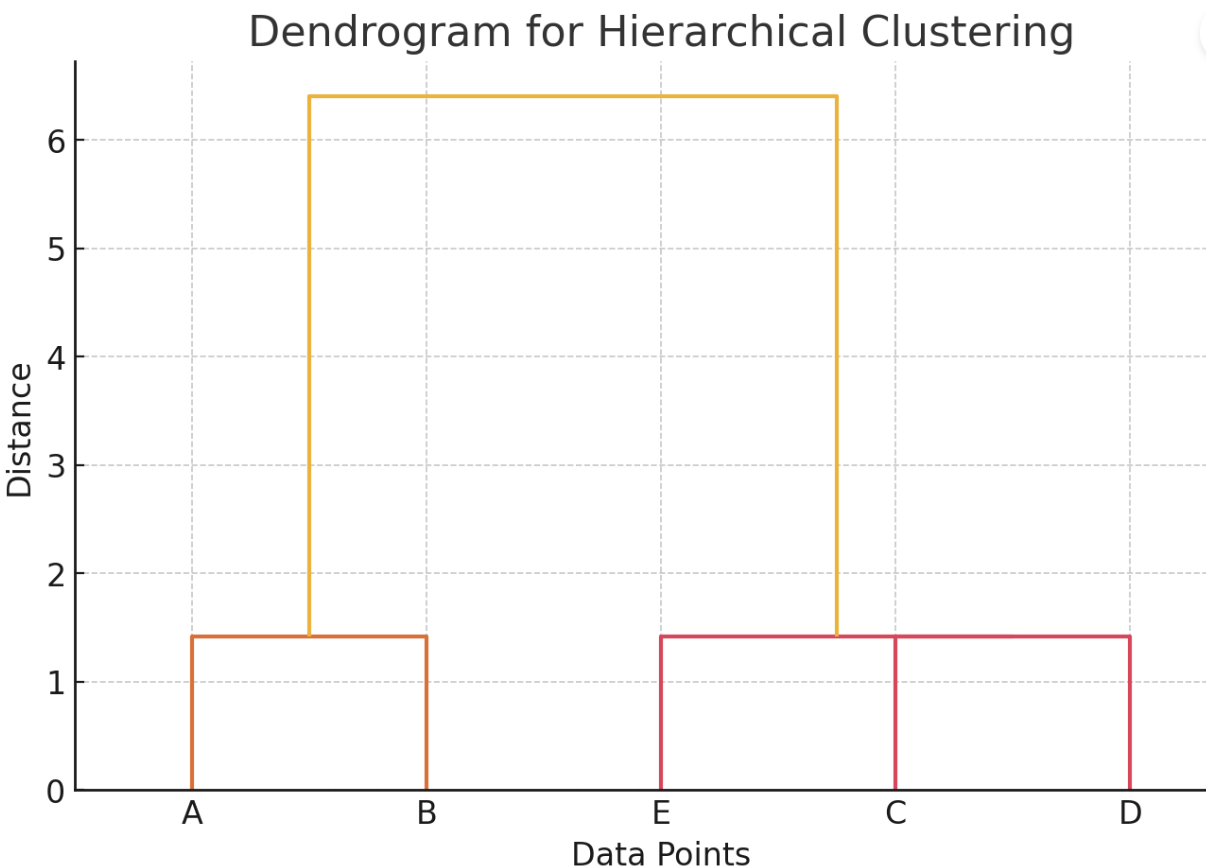 Dendrogram for Hierarchical Clustering
6
5
4
3
2
1
0
Distance
A B E C D
Data Points